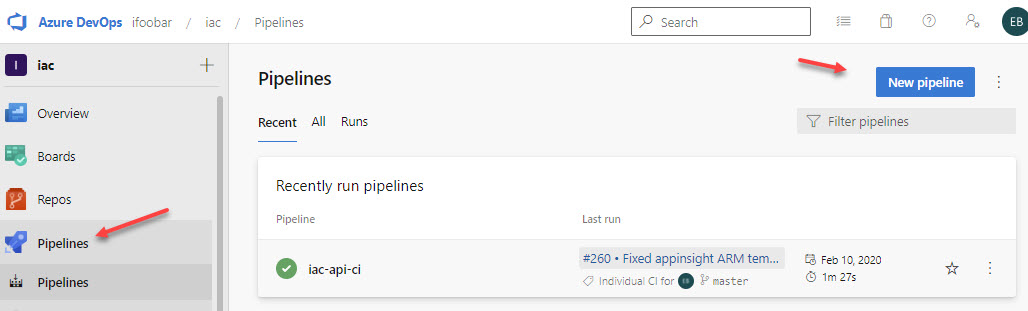 Azure DevOps ifoobar / iac / Pipelines
Search
EB
I iac
Overview
Boards
Repos
Pipelines
Pipelines
Pipelines
New pipeline
Recent All Runs
Filter pipelines
Recently run pipelines
Pipeline Last run
iac-api-ci
#260 • Fixed appinsight ARM tem...
Individual CI for EB master
Feb 10, 2020
1m 27s